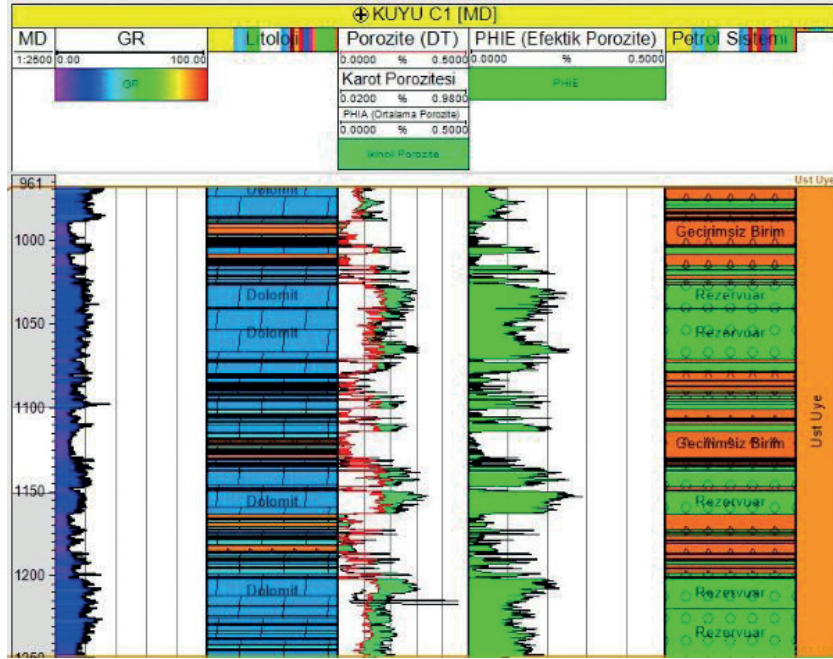 KUYU C1 [MD]
MD GR Litoloji Porozite (DT) PHIE (Efektik Porozite) Petrol Sistemi
1:2500 0.00 100.00 0.0000 % 0.5000 0.0000 % 0.5000
GR Karot Porozitesi PHIE
0.0200 % 0.9800
PHIA (Ortalama Porozite)
0.0000 % 0.5000
Ikincil Porozite
961 Ust Uye
Dolomit
1000 Gecirimsiz Birim
Dolomit Rezervuar
1050 Dolomit Rezervuar
1100
Gecirimsiz Birim
Ust Uye
1150 Dolomit Rezervuar
1200
Dolomit Rezervuar
Rezervuar
1250